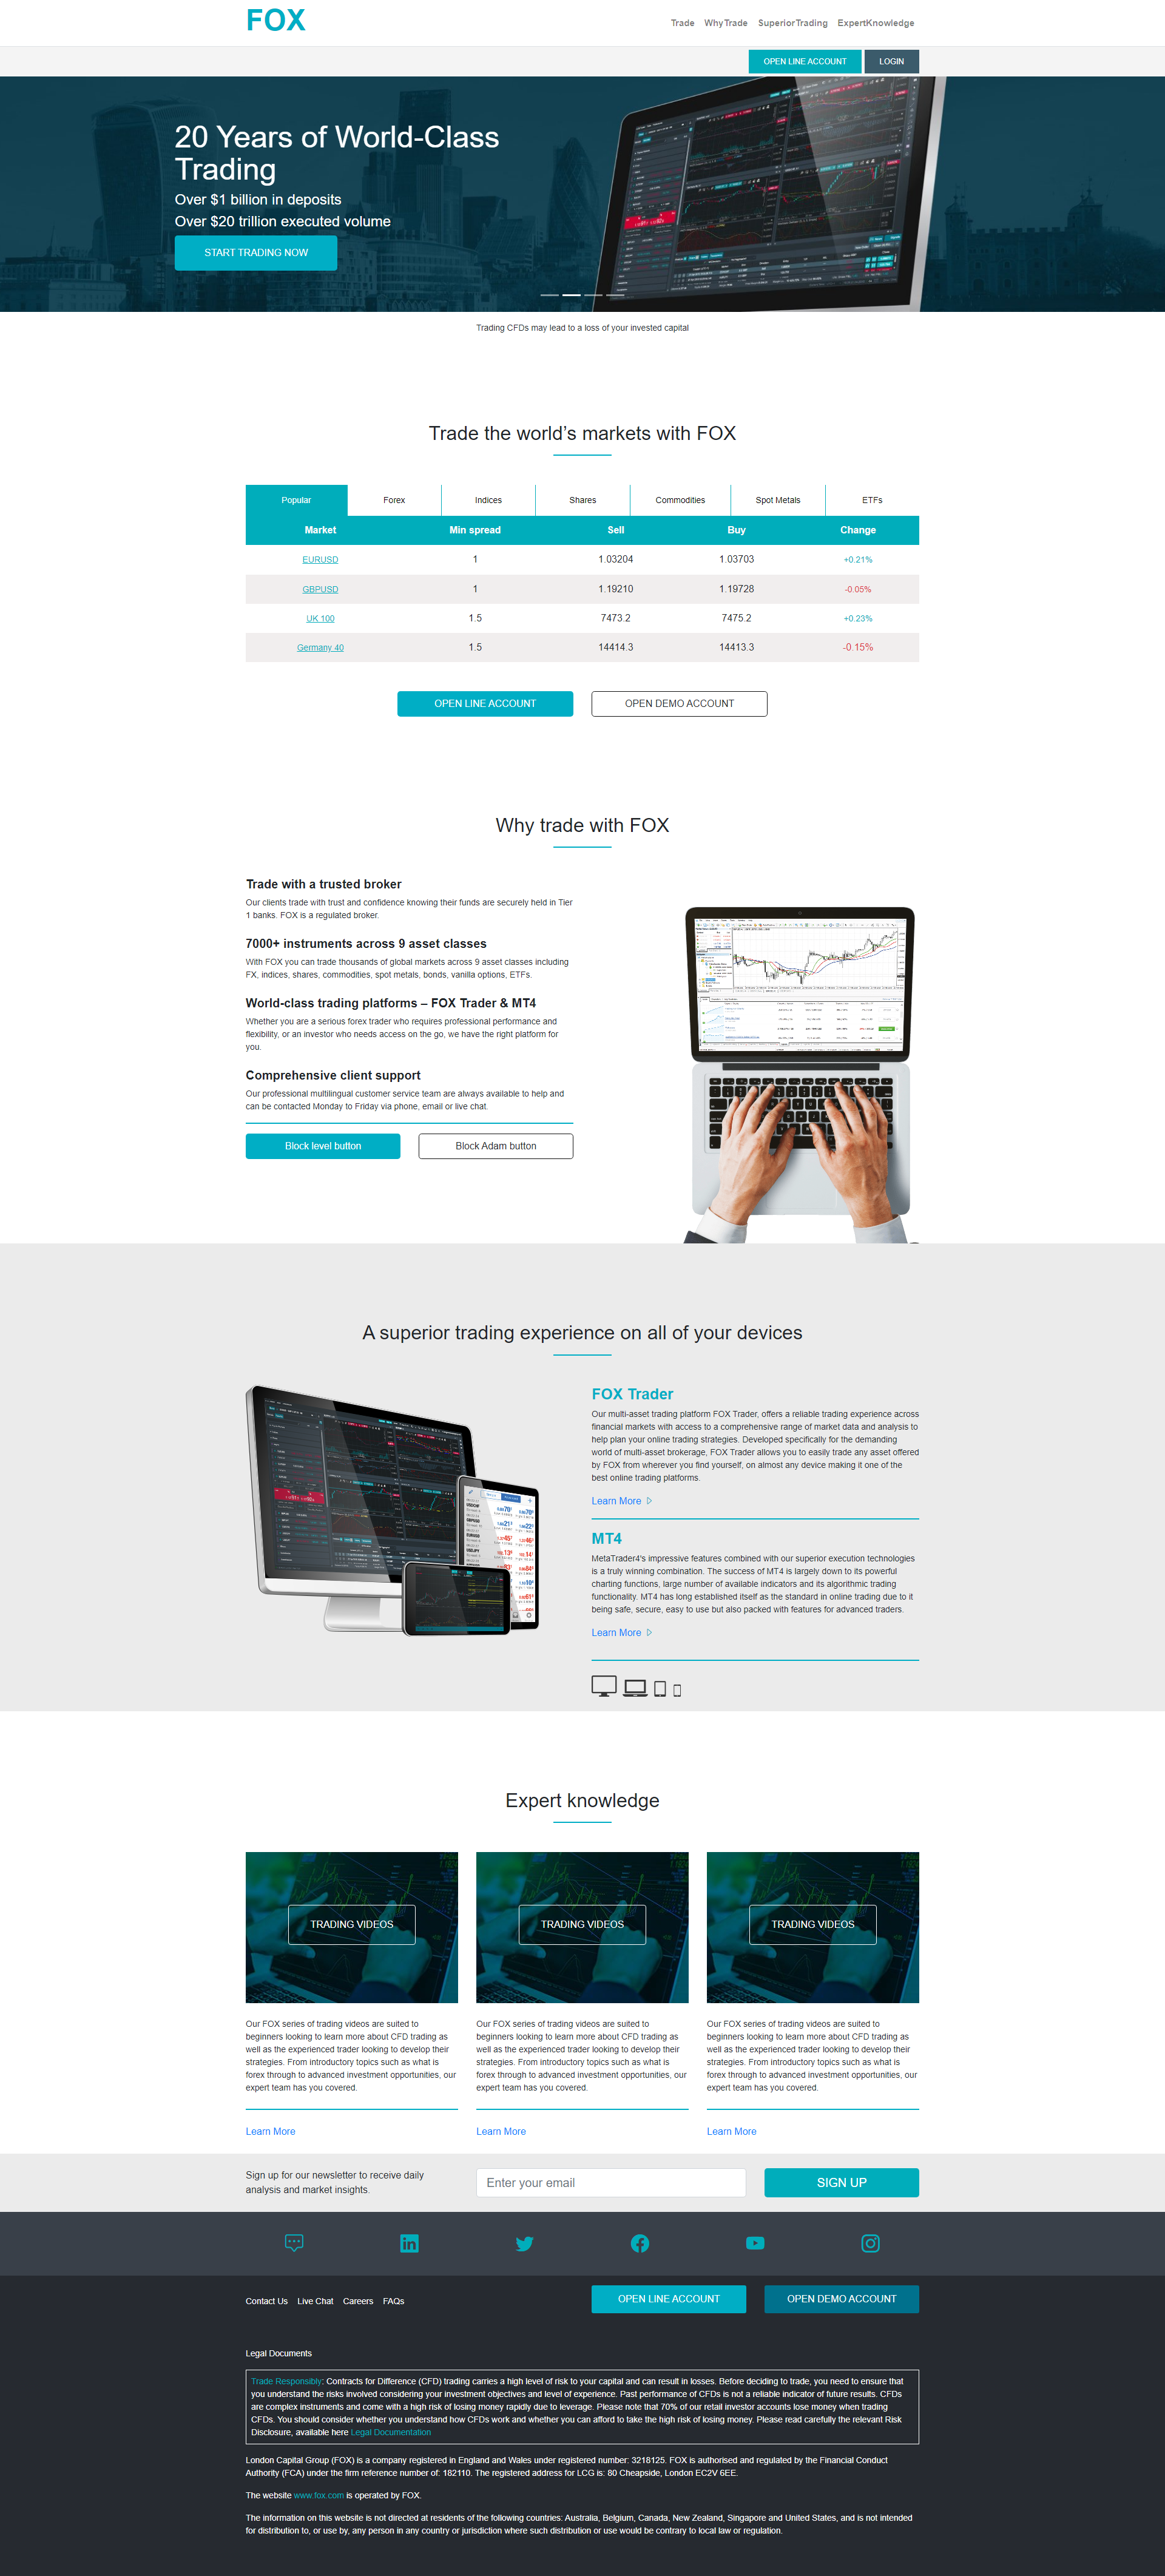 FOX
Trade WhyTrade SuperiorTrading ExpertKnowledge
OPEN LINE ACCOUNT LOGIN
20 Years of World-Class
Trading
Over $1 billion in deposits
Over $20 trillion executed volume
START TRADING NOW
Trading CFDs may lead to a loss of your invested capital
Trade the world’s markets with FOX
Popular Forex Indices Shares Commodities Spot Metals ETFs
Market Min spread Sell Buy Change
EURUSD 1 1.03204 1.03703 +0.21%
GBPUSD 1 1.19210 1.19728 -0.05%
UK 100 1.5 7473.2 7475.2 +0.23%
Germany 40 1.5 14414.3 14413.3 -0.15%
OPEN LINE ACCOUNT OPEN DEMO ACCOUNT
Why trade with FOX
Trade with a trusted broker
Our clients trade with trust and confidence knowing their funds are securely held in Tier
1 banks. FOX is a regulated broker.
7000+ instruments across 9 asset classes
With FOX you can trade thousands of global markets across 9 asset classes including
FX, indices, shares, commodities, spot metals, bonds, vanilla options, ETFs.
World-class trading platforms – FOX Trader & MT4
Whether you are a serious forex trader who requires professional performance and
flexibility, or an investor who needs access on the go, we have the right platform for
you.
Comprehensive client support
Our professional multilingual customer service team are always available to help and
can be contacted Monday to Friday via phone, email or live chat.
Block level button Block Adam button
A superior trading experience on all of your devices
FOX Trader
Our multi-asset trading platform FOX Trader, offers a reliable trading experience across
financial markets with access to a comprehensive range of market data and analysis to
help plan your online trading strategies. Developed specifically for the demanding
world of multi-asset brokerage, FOX Trader allows you to easily trade any asset offered
by FOX from wherever you find yourself, on almost any device making it one of the
best online trading platforms.
Learn More
MT4
MetaTrader4's impressive features combined with our superior execution technologies
is a truly winning combination. The success of MT4 is largely down to its powerful
charting functions, large number of available indicators and its algorithmic trading
functionality. MT4 has long established itself as the standard in online trading due to it
being safe, secure, easy to use but also packed with features for advanced traders.
Learn More
Expert knowledge
TRADING VIDEOS TRADING VIDEOS TRADING VIDEOS
Our FOX series of trading videos are suited to
beginners looking to learn more about CFD trading as
well as the experienced trader looking to develop their
strategies. From introductory topics such as what is
forex through to advanced investment opportunities, our
expert team has you covered.
Learn More
Our FOX series of trading videos are suited to
beginners looking to learn more about CFD trading as
well as the experienced trader looking to develop their
strategies. From introductory topics such as what is
forex through to advanced investment opportunities, our
expert team has you covered.
Learn More
Our FOX series of trading videos are suited to
beginners looking to learn more about CFD trading as
well as the experienced trader looking to develop their
strategies. From introductory topics such as what is
forex through to advanced investment opportunities, our
expert team has you covered.
Learn More
Sign up for our newsletter to receive daily
analysis and market insights.
Enter your email
SIGN UP
Contact Us Live Chat Careers FAQs
OPEN LINE ACCOUNT OPEN DEMO ACCOUNT
Legal Documents
Trade Responsibly: Contracts for Difference (CFD) trading carries a high level of risk to your capital and can result in losses. Before deciding to trade, you need to ensure that
you understand the risks involved considering your investment objectives and level of experience. Past performance of CFDs is not a reliable indicator of future results. CFDs
are complex instruments and come with a high risk of losing money rapidly due to leverage. Please note that 70% of our retail investor accounts lose money when trading
CFDs. You should consider whether you understand how CFDs work and whether you can afford to take the high risk of losing money. Please read carefully the relevant Risk
Disclosure, available here Legal Documentation
London Capital Group (FOX) is a company registered in England and Wales under registered number: 3218125. FOX is authorised and regulated by the Financial Conduct
Authority (FCA) under the firm reference number of: 182110. The registered address for LCG is: 80 Cheapside, London EC2V 6EE.
The website www.fox.com is operated by FOX.
The information on this website is not directed at residents of the following countries: Australia, Belgium, Canada, New Zealand, Singapore and United States, and is not intended
for distribution to, or use by, any person in any country or jurisdiction where such distribution or use would be contrary to local law or regulation.